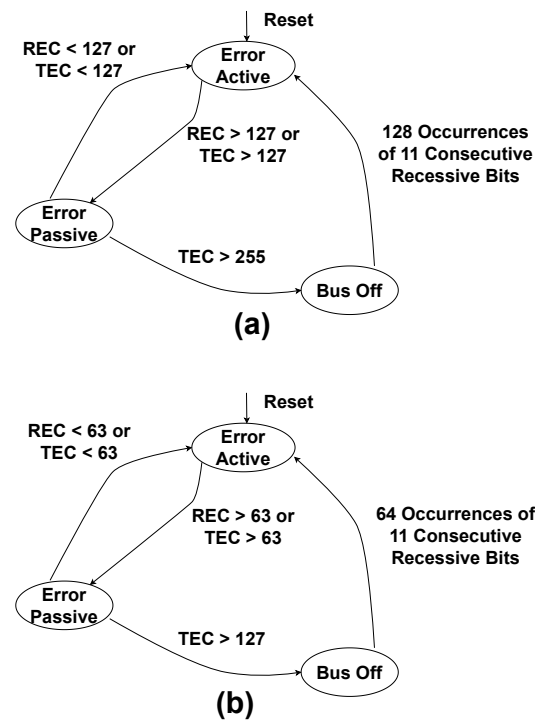 Reset
REC < 127 or
TEC < 127
Error
Active
REC > 127 or
TEC > 127
128 Occurrences
of 11 Consecutive
Recessive Bits
Error
Passive
TEC > 255
Bus Off
(a)
Reset
REC < 63 or
TEC < 63
Error
Active
REC > 63 or
TEC > 63
64 Occurrences of
11 Consecutive
Recessive Bits
Error
Passive
TEC > 127
Bus Off
(b)